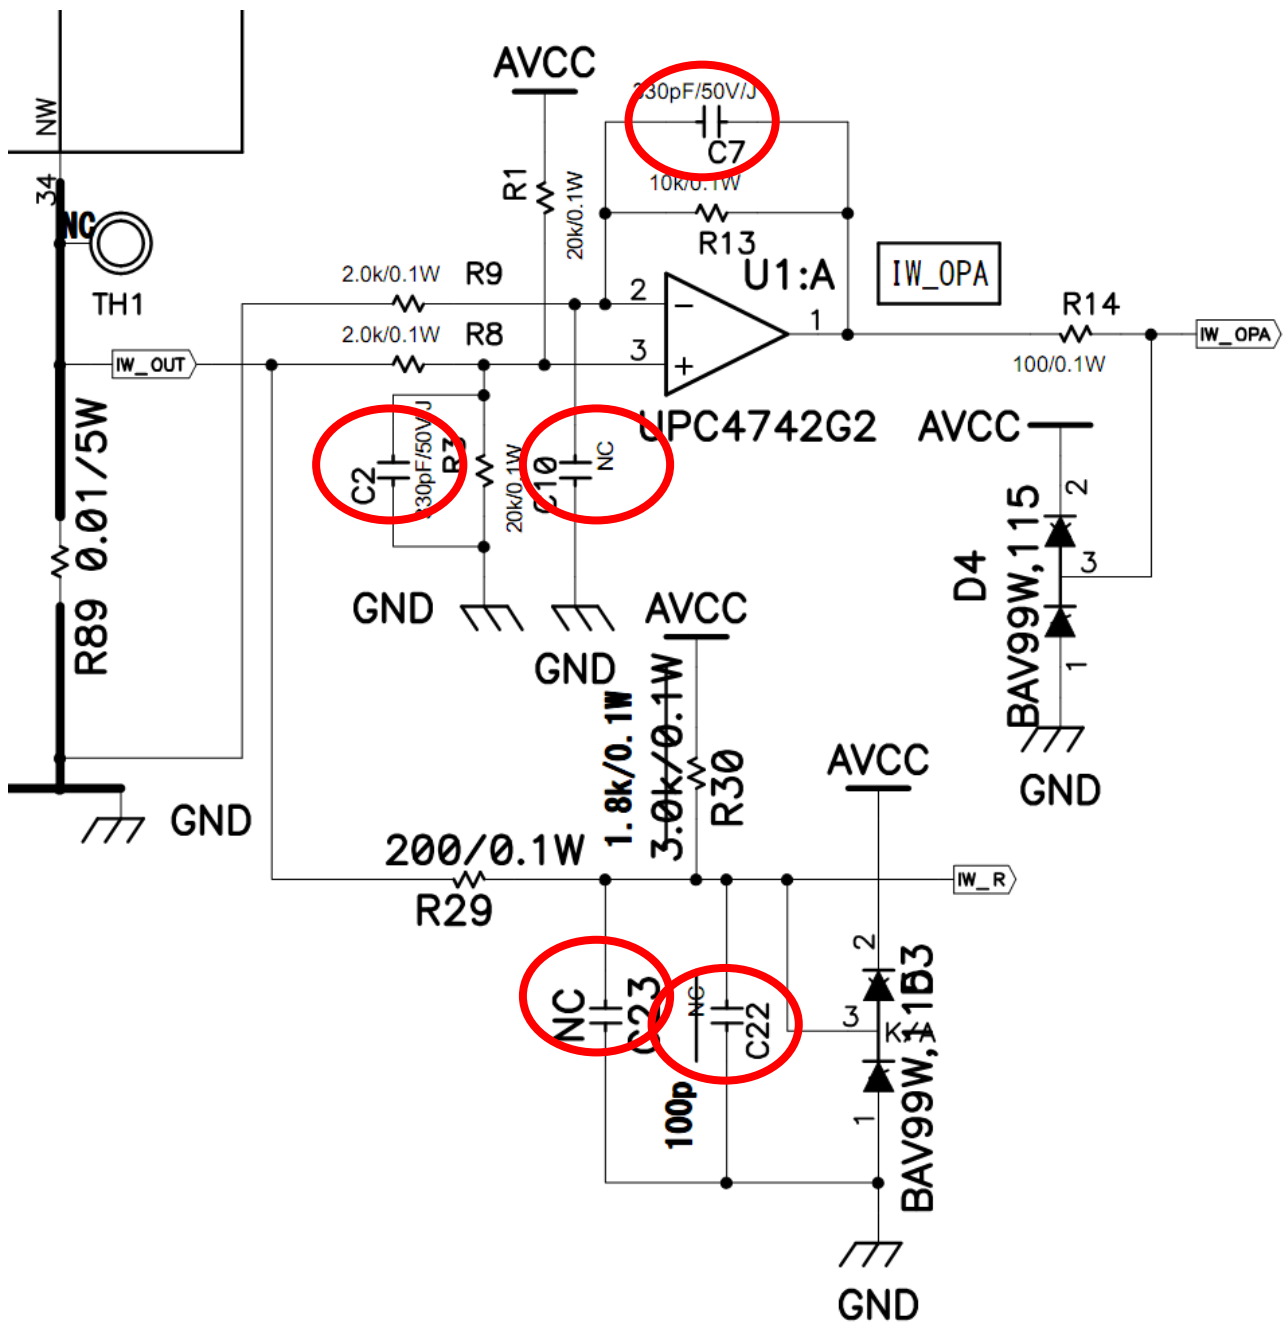 AVCC
330pF/50V/J
C7
NW
34
NC
TH1
R1
20k/0.1W
10k/0.1W
R13
U1:A
IW_OPA
2.0k/0.1W
R9
2
2.0k/0.1W
R8
3
1
R14
100/0.1W
IW_OPA
IW_OUT
UPC4742G2
AVCC
C2
330pF/50V/J
R3
20k/0.1W
C10
NC
R89 0.01/5W
2
3
1
D4
BAV99W,115
GND
GND
AVCC
1.8k/0.1W
3.0k/0.1W
R30
GND
AVCC
GND
200/0.1W
R29
IW_R
NC
C23
NC
C22
100p
2
3
1
K/A
D3
BAV99W,115
GND